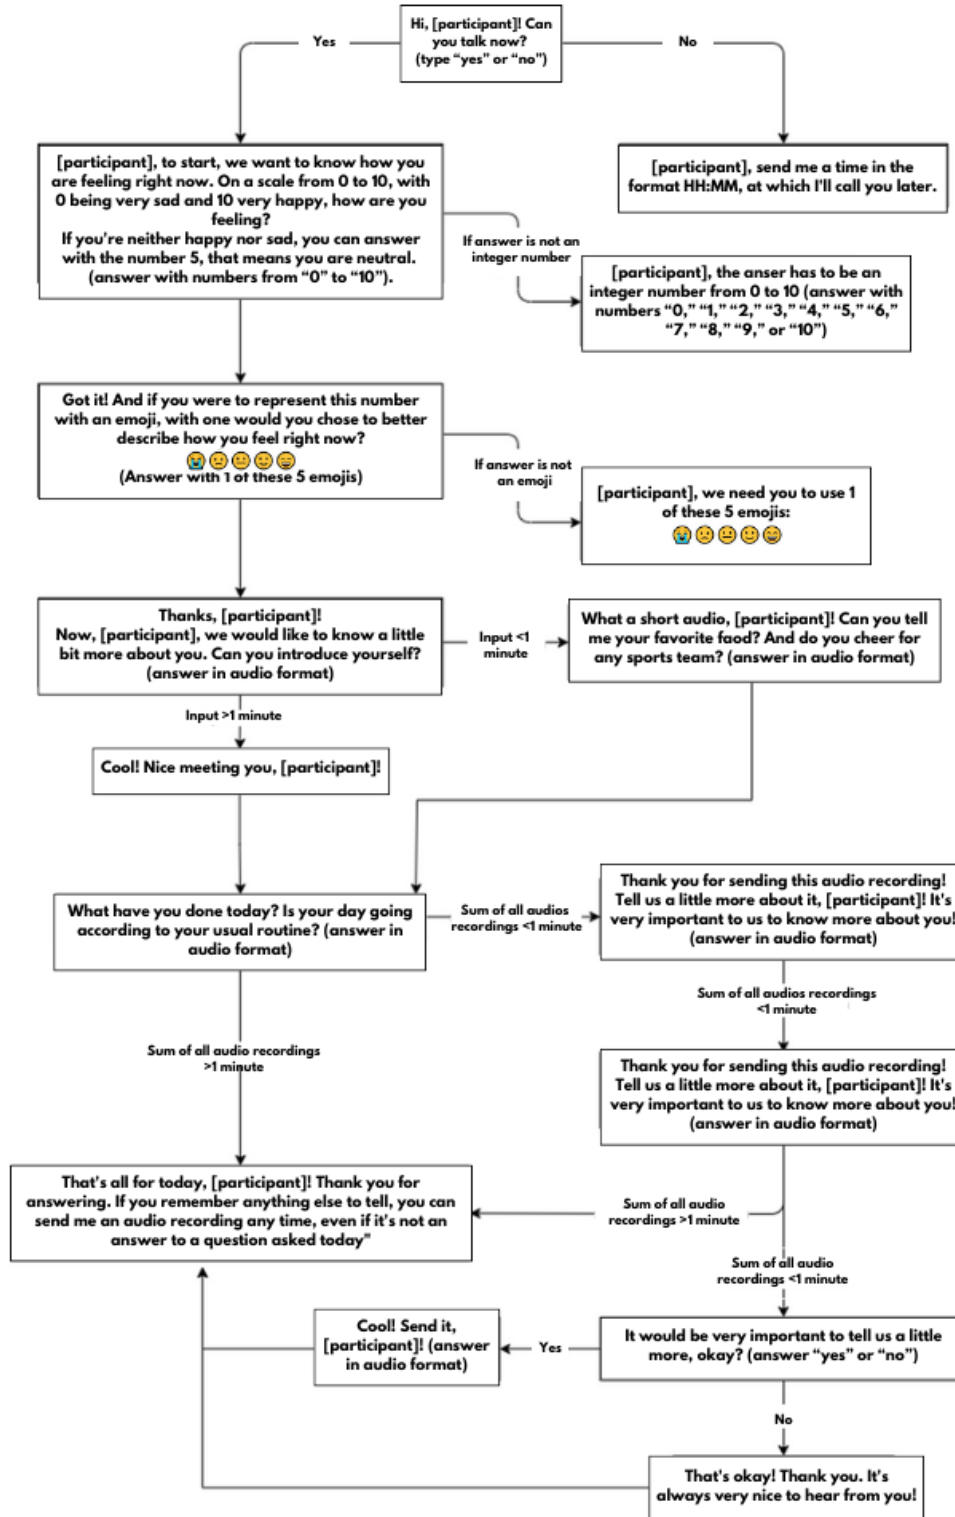 Hi, [participant]! Can
you talk now?
(type “yes” or “no”)
Yes
No
[participant], to start, we want to know how you
are feeling right now. On a scale from 0 to 10, with
0 being very sad and 10 very happy, how are you
feeling?
If you're neither happy nor sad, you can answer
with the number 5, that means you are neutral.
(answer with numbers from “0” to “10”).
[participant], send me a time in the
format HH:MM, at which I'll call you later.
If answer is not an
integer number
[participant], the anser has to be an
integer number from 0 to 10 (answer with
numbers “0,” “1,” “2,” “3,” “4,” “5,” “6,”
“7,” “8,” “9,” or “10”)
Got it! And if you were to represent this number
with an emoji, with one would you chose to better
describe how you feel right now?
😭🙁😐🙂😄
(Answer with 1 of these 5 emojis)
If answer is not
an emoji
[participant], we need you to use 1
of these 5 emojis:
😭🙁😐🙂😄
Thanks, [participant]!
Now, [participant], we would like to know a little
bit more about you. Can you introduce yourself?
(answer in audio format)
Input <1
minute
What a short audio, [participant]! Can you tell
me your favorite faod? And do you cheer for
any sports team? (answer in audio format)
Input >1 minute
Cool! Nice meeting you, [participant]!
What have you done today? Is your day going
according to your usual routine? (answer in
audio format)
Sum of all audios
recordings <1 minute
Thank you for sending this audio recording!
Tell us a little more about it, [participant]! It's
very important to us to know more about you!
(answer in audio format)
Sum of all audios recordings
<1 minute
Sum of all audio recordings
>1 minute
Thank you for sending this audio recording!
Tell us a little more about it, [participant]! It's
very important to us to know more about you!
(answer in audio format)
That's all for today, [participant]! Thank you for
answering. If you remember anything else to tell, you can
send me an audio recording any time, even if it's not an
answer to a question asked today"
Sum of all audio
recordings >1 minute
Sum of all audio
recordings <1 minute
Cool! Send it,
[participant]! (answer
in audio format)
Yes
It would be very important to tell us a little
more, okay? (answer “yes” or “no”)
No
That's okay! Thank you. It's
always very nice to hear from you!